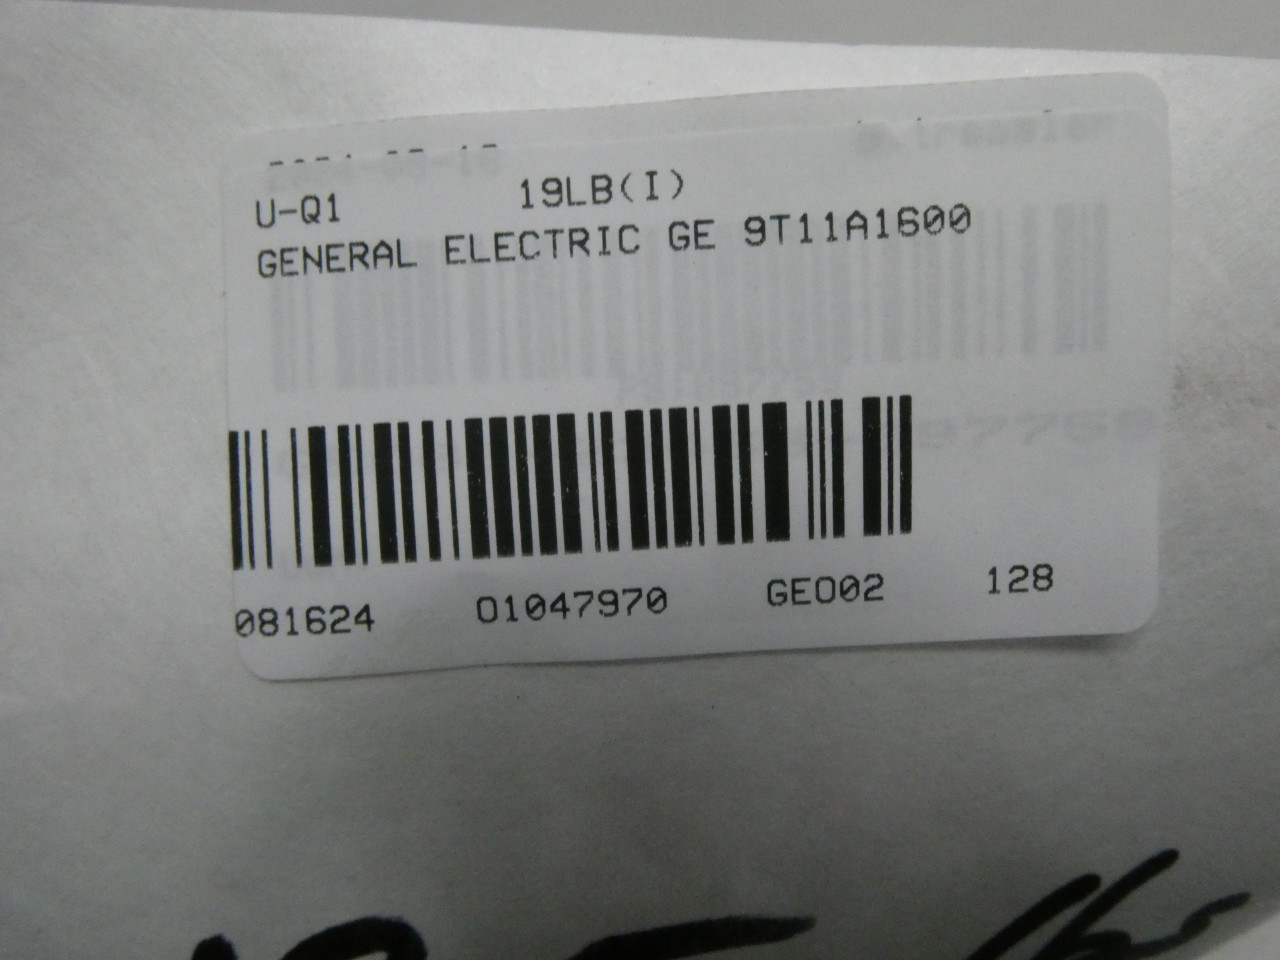 U-Q1 19LB(I)
GENERAL ELECTRIC GE 9T11A1600
081624 01047970 GE002 128